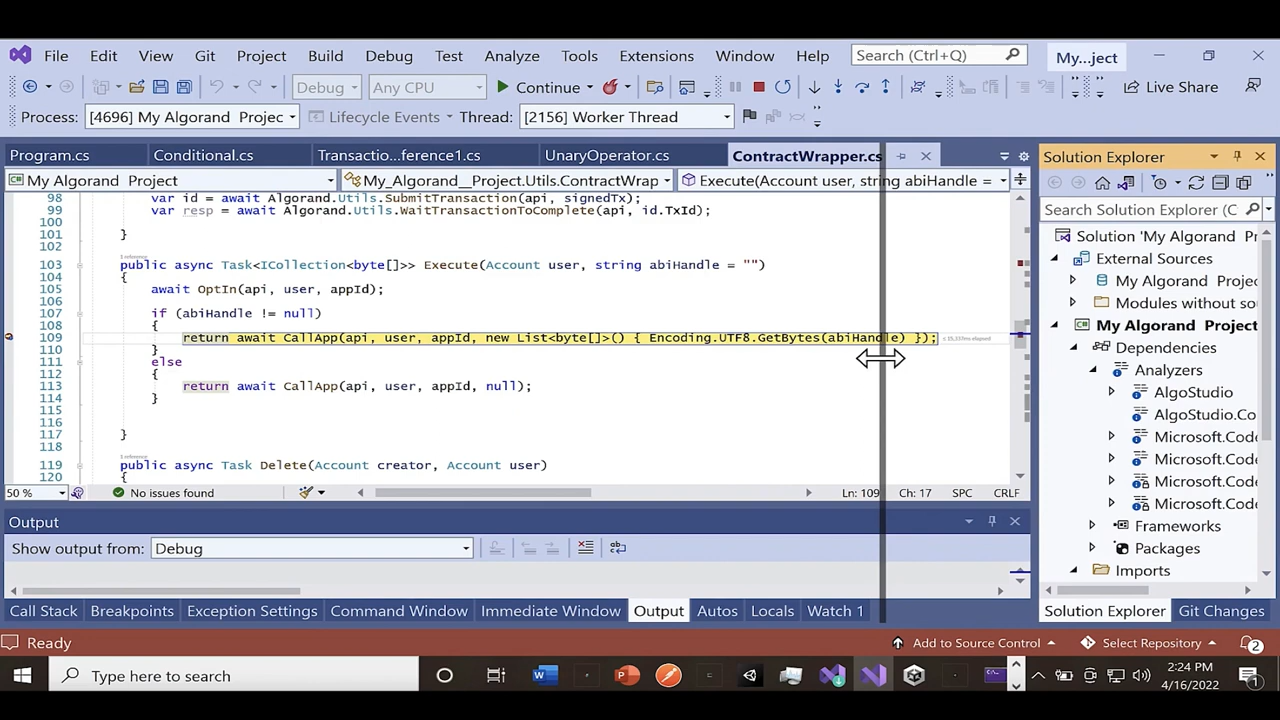 File Edit View Git Project Build Debug Test Analyze Tools Extensions Window Help Search (Ctrl+Q) My...ject
Debug Any CPU Continue Live Share
Process: [4696] My Algorand Projec Lifecycle Events Thread: [2156] Worker Thread
Program.cs Conditional.cs Transactio...ference1.cs UnaryOperator.cs ContractWrapper.cs
My Algorand Project My_Algorand__Project.Utils.ContractWrap Execute(Account user, string abiHandle =
98 var id = await Algorand.Utils.SubmitTransaction(api, signedTx);
99 var resp = await Algorand.Utils.WaitTransactionToComplete(api, id.TxId);
100
101 }
102
1 reference
103 public async Task<ICollection<byte[]>> Execute(Account user, string abiHandle = "")
104 {
105 await OptIn(api, user, appId);
106
107 if (abiHandle != null)
108 {
109 return await CallApp(api, user, appId, new List<byte[]>() { Encoding.UTF8.GetBytes(abiHandle) });
110 }
111 else
112 {
113 return await CallApp(api, user, appId, null);
114 }
115
116
117 }
118
1 reference
119 public async Task Delete(Account creator, Account user)
120 {
50 % No issues found Ln: 109 Ch: 17 SPC CRLF
Output
Show output from: Debug
Call Stack Breakpoints Exception Settings Command Window Immediate Window Output Autos Locals Watch 1
Solution Explorer
Search Solution Explorer (C
Solution 'My Algorand Pr
External Sources
My Algorand Projec
Modules without so
My Algorand Project
Dependencies
Analyzers
AlgoStudio
AlgoStudio.Co
Microsoft.Code
Microsoft.Code
Microsoft.Code
Microsoft.Code
Frameworks
Packages
Imports
Solution Explorer Git Changes
Ready Add to Source Control Select Repository 2
Type here to search
2:24 PM
4/16/2022
1